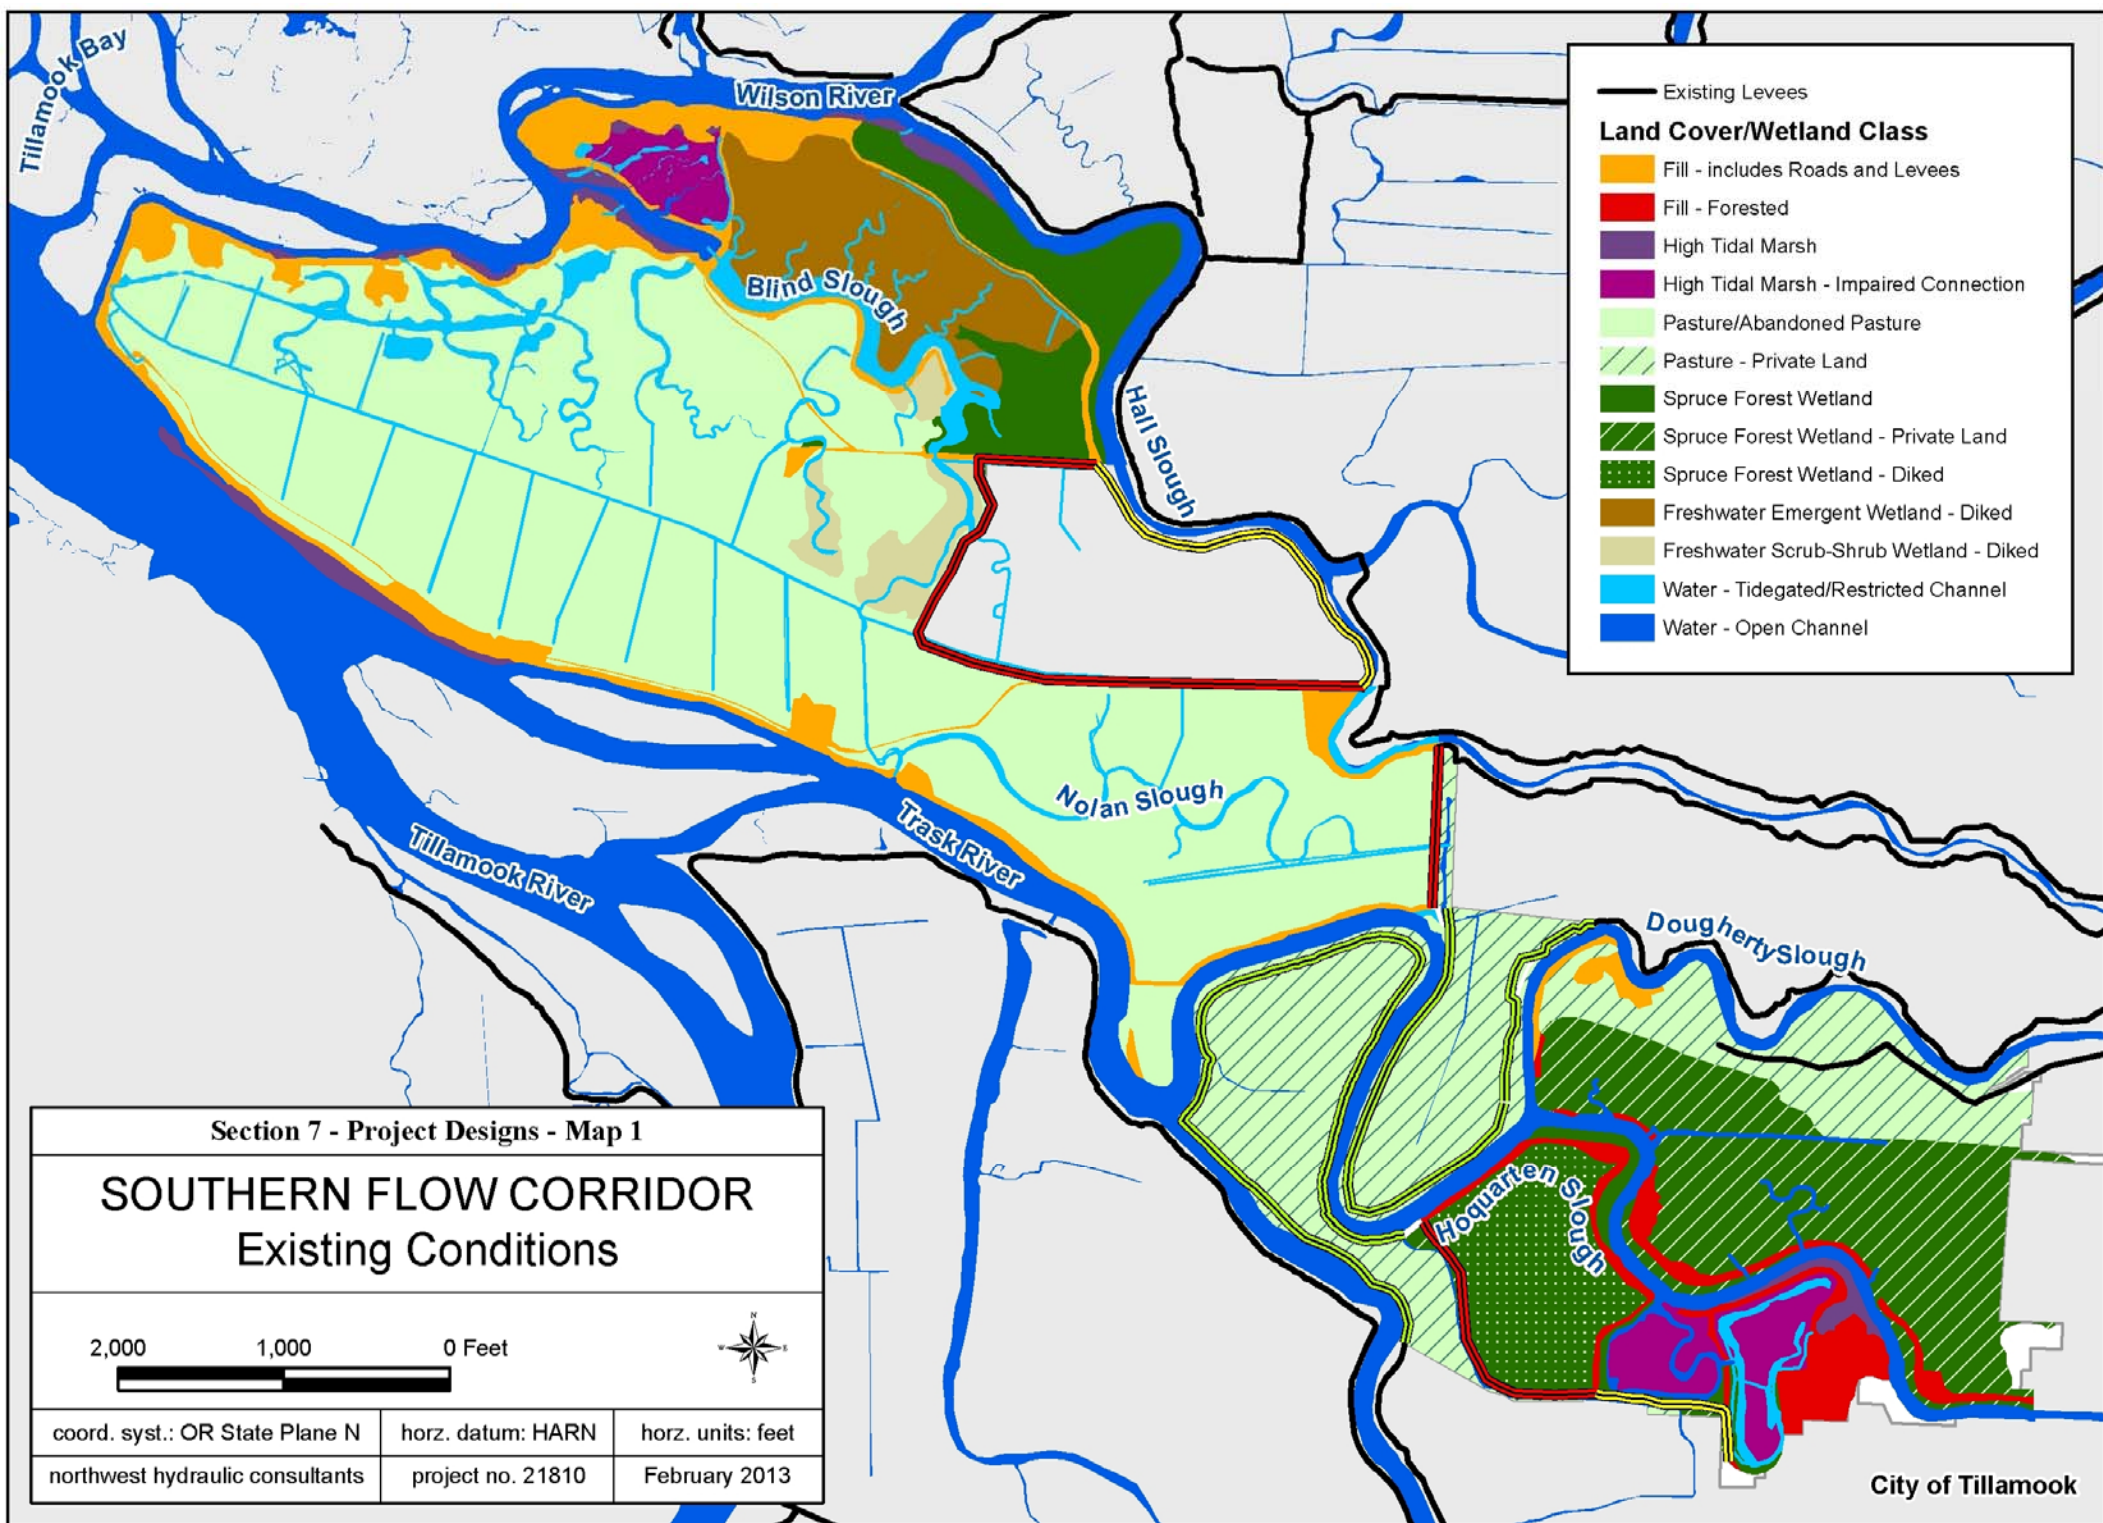 Tillamook Bay
Wilson River
Existing Levees
Land Cover/Wetland Class
Fill - includes Roads and Levees
Fill - Forested
High Tidal Marsh
High Tidal Marsh - Impaired Connection
Pasture/Abandoned Pasture
Pasture - Private Land
Spruce Forest Wetland
Spruce Forest Wetland - Private Land
Spruce Forest Wetland - Diked
Freshwater Emergent Wetland - Diked
Freshwater Scrub-Shrub Wetland - Diked
Water - Tidegated/Restricted Channel
Water - Open Channel
Blind Slough
Hall Slough
Nolan Slough
Trask River
Tillamook River
Dougherty Slough
Hoquarten Slough
Section 7 - Project Designs - Map 1
SOUTHERN FLOW CORRIDOR
Existing Conditions
2,000 1,000 0 Feet
N
W E
S
coord. syst.: OR State Plane N horz. datum: HARN horz. units: feet
northwest hydraulic consultants project no. 21810 February 2013
City of Tillamook